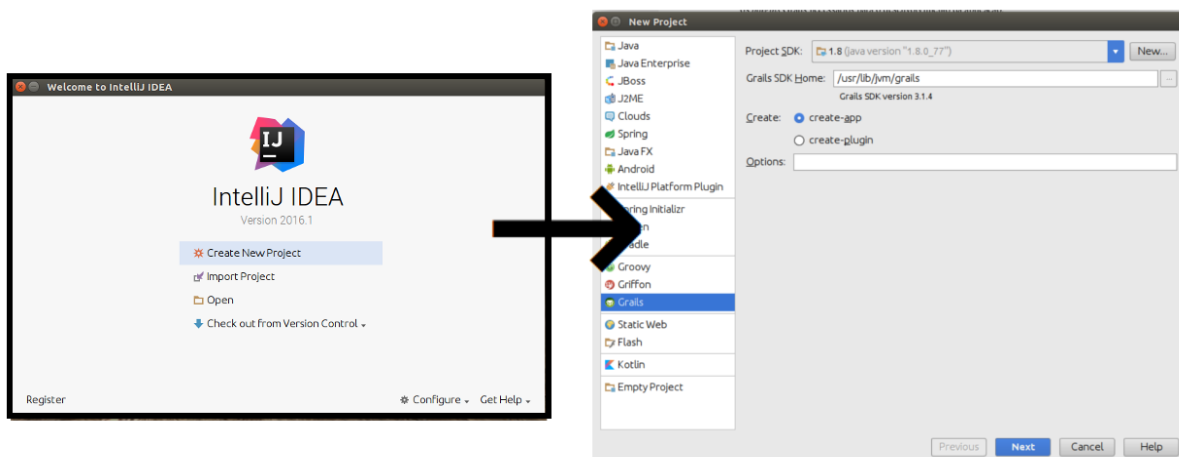 Welcome to IntelliJ IDEA
IJ
IntelliJ IDEA
Version 2016.1
Create New Project
Import Project
Open
Check out from Version Control
Register
Configure
Get Help
New Project
Java
Java Enterprise
JBoss
J2ME
Clouds
Spring
Java FX
Android
IntelliJ Platform Plugin
Initializr
Groovy
Griffon
Grails
Static Web
Flash
Kotlin
Empty Project
Project SDK: 1.8 (java version "1.8.0_77") New...
Grails SDK Home: /usr/lib/jvm/grails ...
Grails SDK version 3.1.4
Create: create-app
create-plugin
Options:
Previous Next Cancel Help